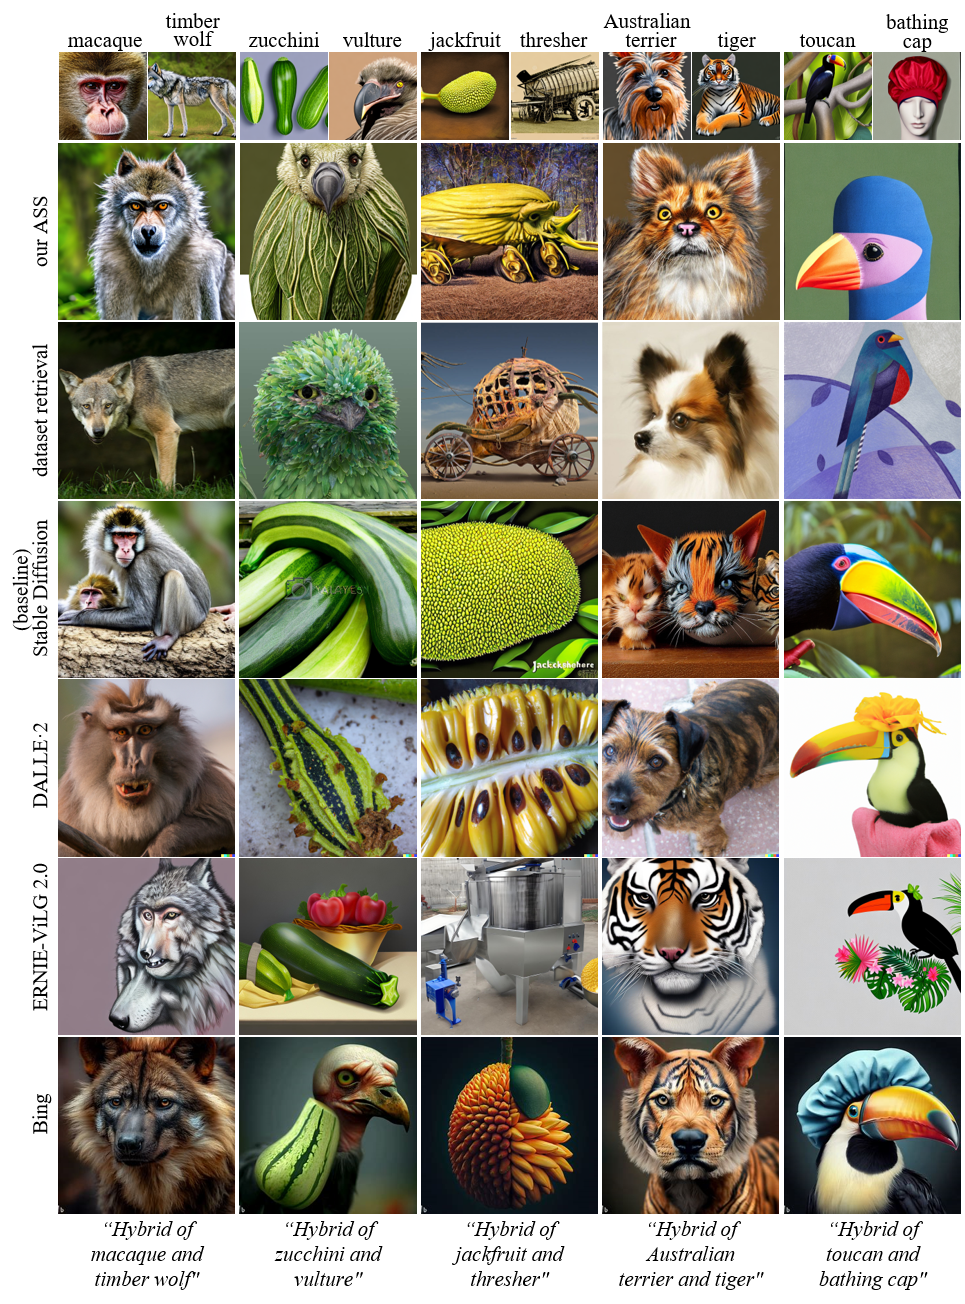 macaque
timber
wolf
zucchini
vulture
jackfruit
thresher
Australian
terrier
tiger
toucan
bathing
cap
our ASS
dataset retrieval
(baseline)
Stable Diffusion
DALLE·2
ERNIE-ViLG 2.0
Bing
“Hybrid of
macaque and
timber wolf"
“Hybrid of
zucchini and
vulture"
“Hybrid of
jackfruit and
thresher"
“Hybrid of
Australian
terrier and tiger"
“Hybrid of
toucan and
bathing cap"